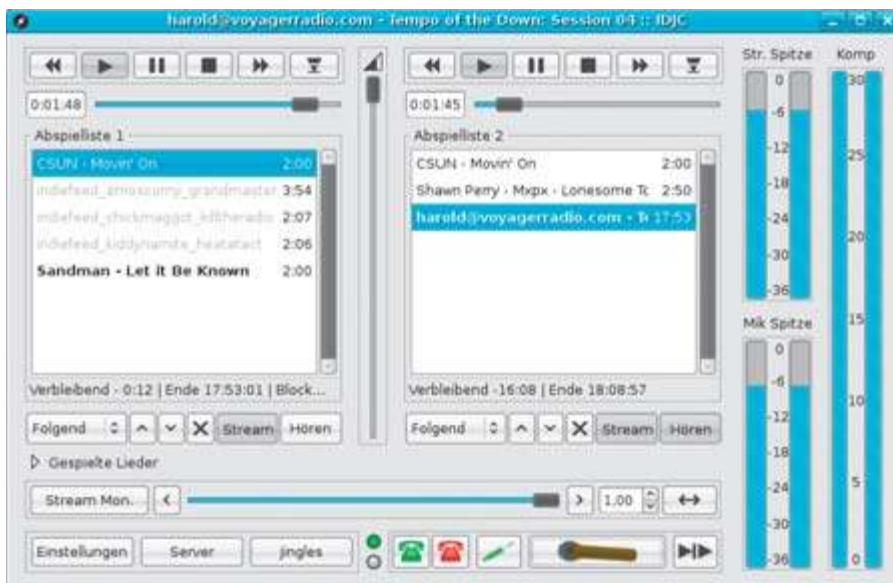 harold@voyagerradio.com - Tempo of the Down: Session 04 :: IDJC
0:01:48
Abspielliste 1
CSUN - Movin' On 2:00
indiefeed_amoscurny_grandmaster 3:54
indiefeed_chickmaggot_killtheradio 2:07
indiefeed_kiddynamite_heatattact 2:06
Sandman - Let it Be Known 2:00
Verbleibend - 0:12 | Ende 17:53:01 | Block...
Folgend Stream Hören
0:01:45
Abspielliste 2
CSUN - Movin' On 2:00
Shawn Perry - Mxpx - Lonesome Tc 2:50
harold@voyagerradio.com - Te 17:53
Verbleibend -16:08 | Ende 18:08:57
Folgend Stream Hören
Gespielte Lieder
Stream Mon. 1.00
Einstellungen Server Jingles
Str. Spitze
0
-6
-12
-18
-24
-30
-36
Mik Spitze
0
-6
-12
-18
-24
-30
-36
Komp
30
25
20
15
10
5
0